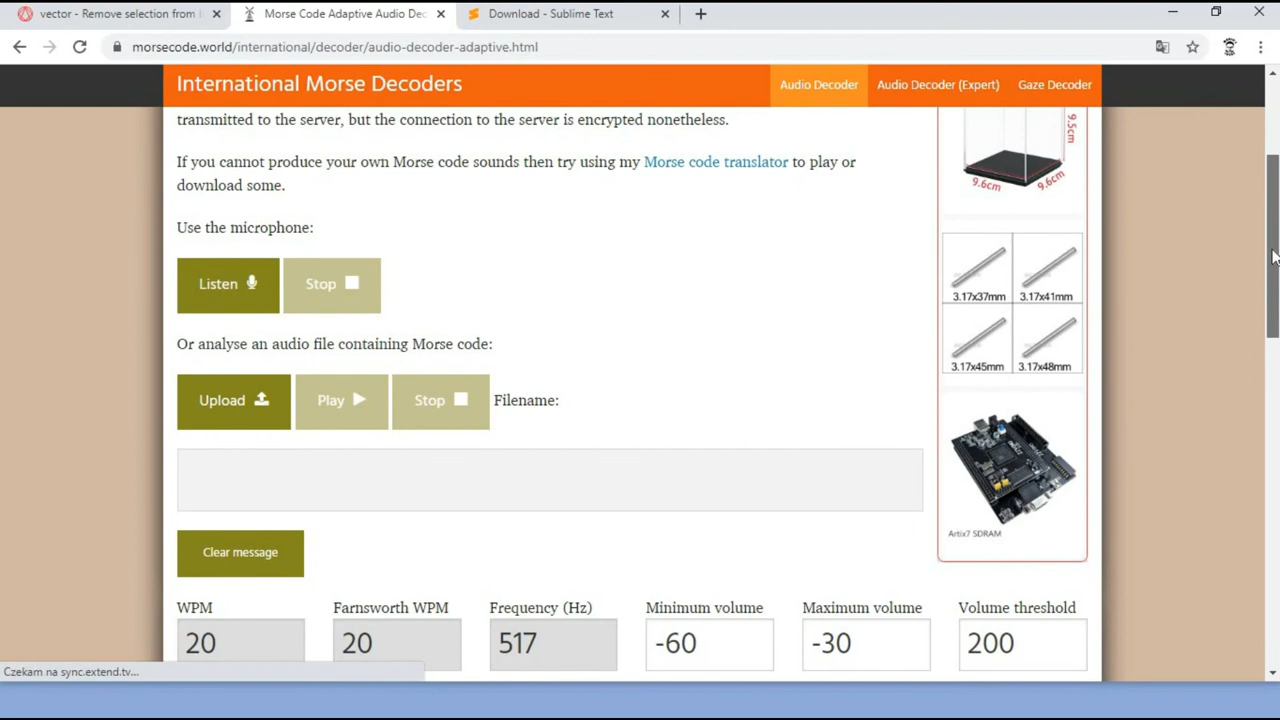 vector - Remove selection from I
Morse Code Adaptive Audio Dec
Download - Sublime Text
morsecode.world/international/decoder/audio-decoder-adaptive.html
International Morse Decoders
Audio Decoder
Audio Decoder (Expert)
Gaze Decoder
transmitted to the server, but the connection to the server is encrypted nonetheless.
If you cannot produce your own Morse code sounds then try using my Morse code translator to play or
download some.
9.5cm
9.6cm
9.6cm
Use the microphone:
Listen
Stop
3.17x37mm
3.17x41mm
Or analyse an audio file containing Morse code:
3.17x45mm
3.17x48mm
Upload
Play
Stop
Filename:
Artix7 SDRAM
Clear message
WPM
Farnsworth WPM
Frequency (Hz)
Minimum volume
Maximum volume
Volume threshold
20
20
517
-60
-30
200
Czekam na sync.extend.tv...